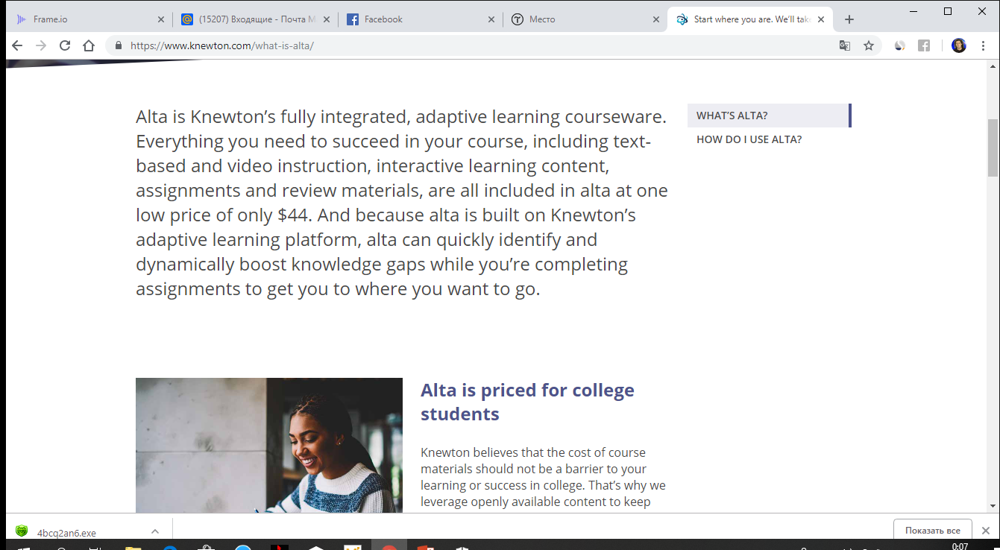 Frame.io
(15207) Входящие - Почта M
Facebook
Место
Start where you are. We'll take
https://www.knewton.com/what-is-alta/
Alta is Knewton's fully integrated, adaptive learning courseware.
Everything you need to succeed in your course, including text-
based and video instruction, interactive learning content,
assignments and review materials, are all included in alta at one
low price of only $44. And because alta is built on Knewton's
adaptive learning platform, alta can quickly identify and
dynamically boost knowledge gaps while you're completing
assignments to get you to where you want to go.
WHAT'S ALTA?
HOW DO I USE ALTA?
Alta is priced for college
students
Knewton believes that the cost of course
materials should not be a barrier to your
learning or success in college. That's why we
leverage openly available content to keep
4bcq2an6.exe
Показать все
0:07